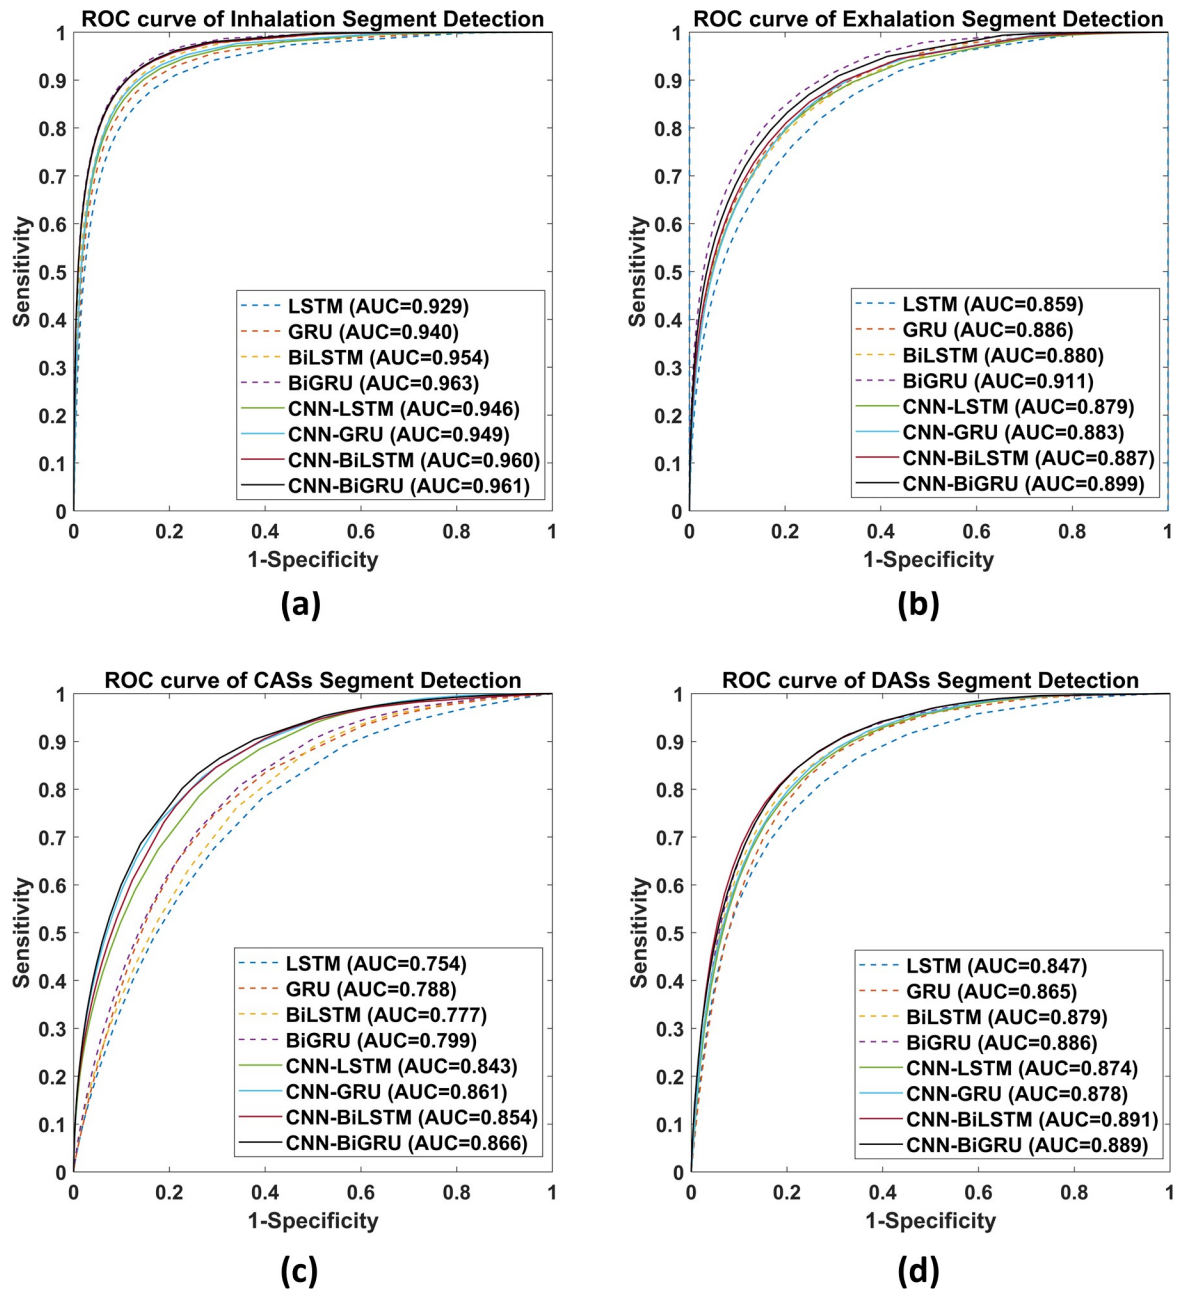 ROC curve of Inhalation Segment Detection
1
0.9
0.8
0.7
0.6
0.5
0.4
0.3
0.2
0.1
0
Sensitivity
LSTM (AUC=0.929)
GRU (AUC=0.940)
BiLSTM (AUC=0.954)
BiGRU (AUC=0.963)
CNN-LSTM (AUC=0.946)
CNN-GRU (AUC=0.949)
CNN-BiLSTM (AUC=0.960)
CNN-BiGRU (AUC=0.961)
0 0.2 0.4 0.6 0.8 1
1-Specificity
(a)
ROC curve of Exhalation Segment Detection
1
0.9
0.8
0.7
0.6
0.5
0.4
0.3
0.2
0.1
0
Sensitivity
LSTM (AUC=0.859)
GRU (AUC=0.886)
BiLSTM (AUC=0.880)
BiGRU (AUC=0.911)
CNN-LSTM (AUC=0.879)
CNN-GRU (AUC=0.883)
CNN-BiLSTM (AUC=0.887)
CNN-BiGRU (AUC=0.899)
0 0.2 0.4 0.6 0.8 1
1-Specificity
(b)
ROC curve of CASs Segment Detection
1
0.9
0.8
0.7
0.6
0.5
0.4
0.3
0.2
0.1
0
Sensitivity
LSTM (AUC=0.754)
GRU (AUC=0.788)
BiLSTM (AUC=0.777)
BiGRU (AUC=0.799)
CNN-LSTM (AUC=0.843)
CNN-GRU (AUC=0.861)
CNN-BiLSTM (AUC=0.854)
CNN-BiGRU (AUC=0.866)
0 0.2 0.4 0.6 0.8 1
1-Specificity
(c)
ROC curve of DASs Segment Detection
1
0.9
0.8
0.7
0.6
0.5
0.4
0.3
0.2
0.1
0
Sensitivity
LSTM (AUC=0.847)
GRU (AUC=0.865)
BiLSTM (AUC=0.879)
BiGRU (AUC=0.886)
CNN-LSTM (AUC=0.874)
CNN-GRU (AUC=0.878)
CNN-BiLSTM (AUC=0.891)
CNN-BiGRU (AUC=0.889)
0 0.2 0.4 0.6 0.8 1
1-Specificity
(d)